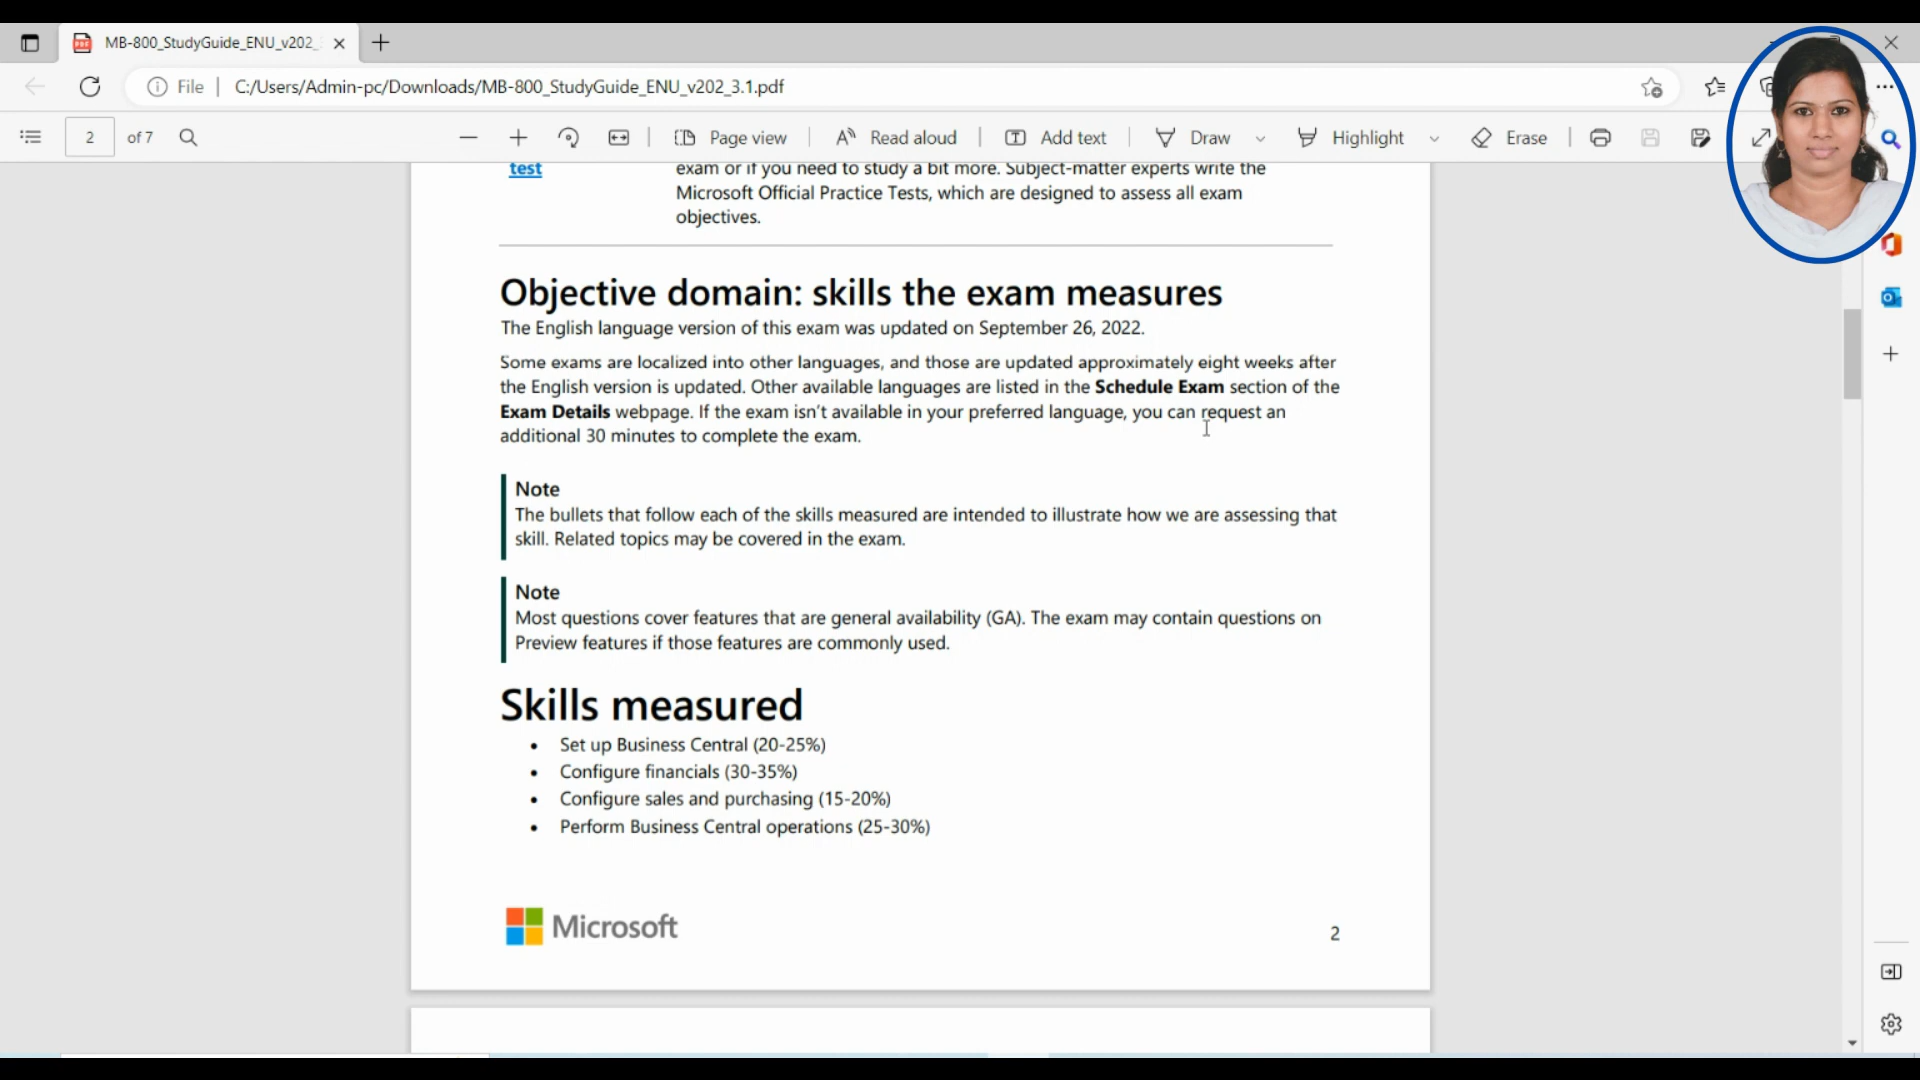 MB-800_StudyGuide_ENU_v202_
File
C:/Users/Admin-pc/Downloads/MB-800_StudyGuide_ENU_v202_3.1.pdf
2 of 7
Page view
Read aloud
Add text
Draw
Highlight
Erase
test
exam or if you need to study a bit more. Subject-matter experts write the
Microsoft Official Practice Tests, which are designed to assess all exam
objectives.
Objective domain: skills the exam measures
The English language version of this exam was updated on September 26, 2022.
Some exams are localized into other languages, and those are updated approximately eight weeks after
the English version is updated. Other available languages are listed in the Schedule Exam section of the
Exam Details webpage. If the exam isn't available in your preferred language, you can request an
additional 30 minutes to complete the exam.
Note
The bullets that follow each of the skills measured are intended to illustrate how we are assessing that
skill. Related topics may be covered in the exam.
Note
Most questions cover features that are general availability (GA). The exam may contain questions on
Preview features if those features are commonly used.
Skills measured
• Set up Business Central (20-25%)
• Configure financials (30-35%)
• Configure sales and purchasing (15-20%)
• Perform Business Central operations (25-30%)
Microsoft
2